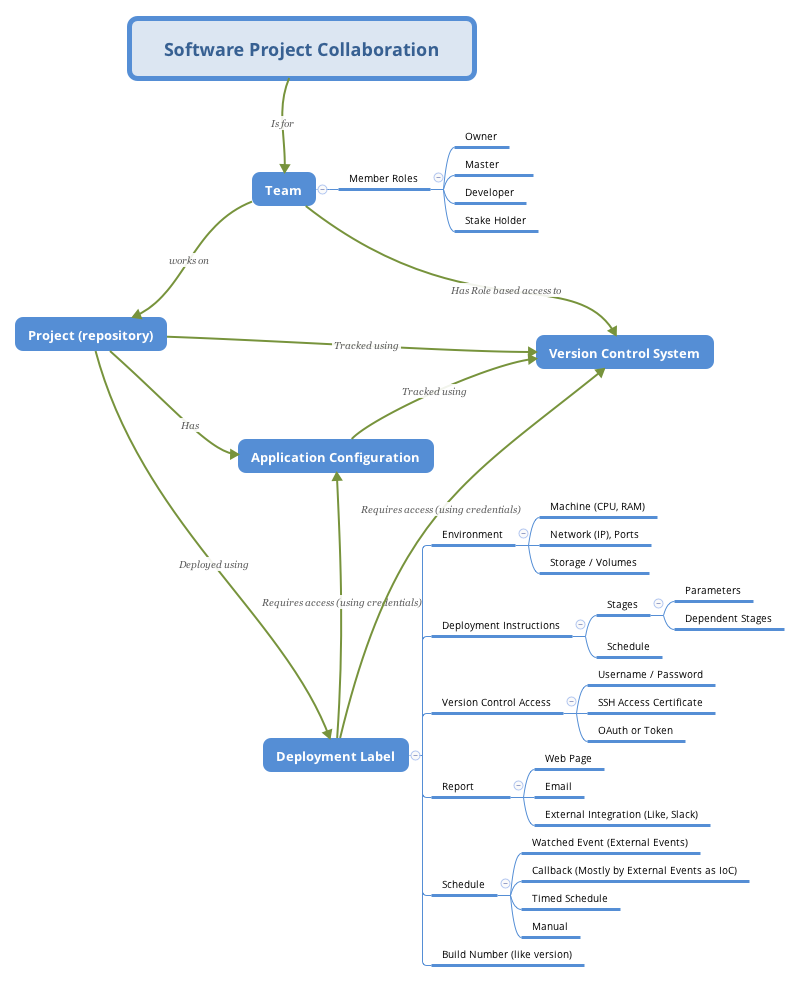 Software Project Collaboration
Is for
Owner
Master
Member Roles
Team
Developer
Stake Holder
works on
Has Role based access to
Project (repository)
Tracked using
Version Control System
Tracked using
Has
Application Configuration
Requires access (using credentials)
Deployed using
Requires access (using credentials)
Deployment Label
Environment
Machine (CPU, RAM)
Network (IP), Ports
Storage / Volumes
Deployment Instructions
Stages
Parameters
Dependent Stages
Schedule
Version Control Access
Username / Password
SSH Access Certificate
OAuth or Token
Report
Web Page
Email
External Integration (Like, Slack)
Schedule
Watched Event (External Events)
Callback (Mostly by External Events as IoC)
Timed Schedule
Manual
Build Number (like version)